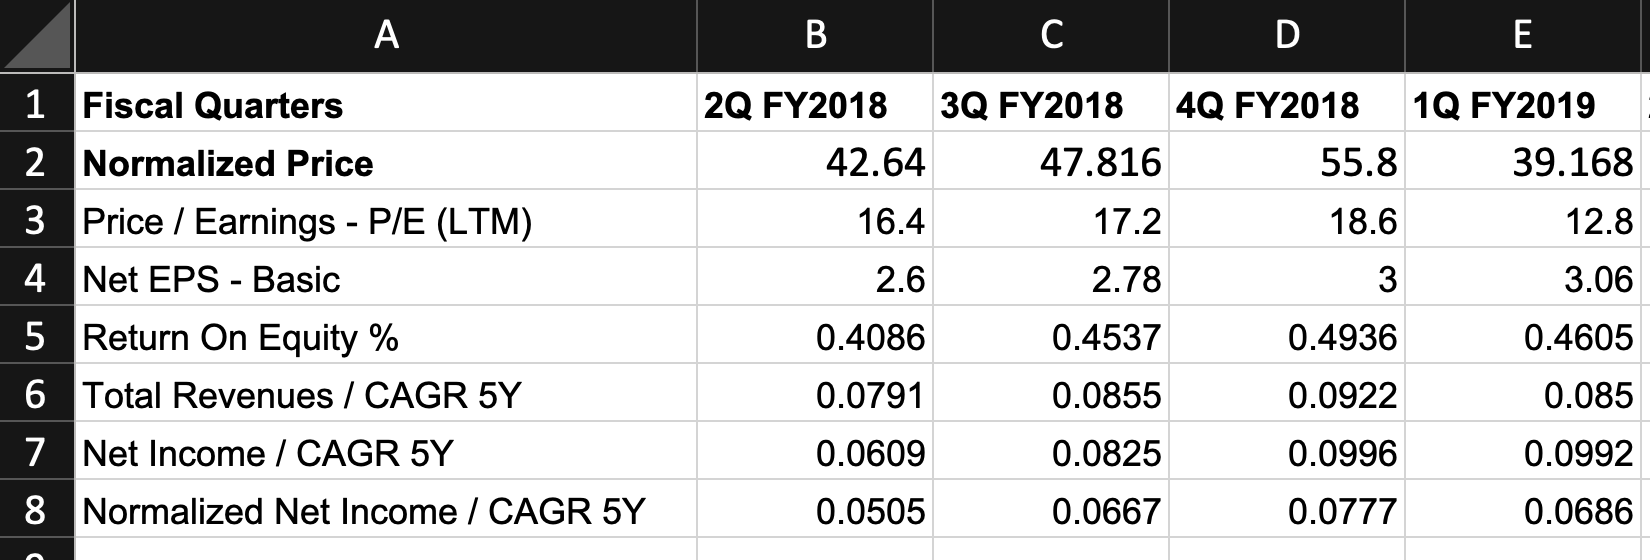 A B C D E
1 Fiscal Quarters 2Q FY2018 3Q FY2018 4Q FY2018 1Q FY2019
2 Normalized Price 42.64 47.816 55.8 39.168
3 Price / Earnings - P/E (LTM) 16.4 17.2 18.6 12.8
4 Net EPS - Basic 2.6 2.78 3 3.06
5 Return On Equity % 0.4086 0.4537 0.4936 0.4605
6 Total Revenues / CAGR 5Y 0.0791 0.0855 0.0922 0.085
7 Net Income / CAGR 5Y 0.0609 0.0825 0.0996 0.0992
8 Normalized Net Income / CAGR 5Y 0.0505 0.0667 0.0777 0.0686